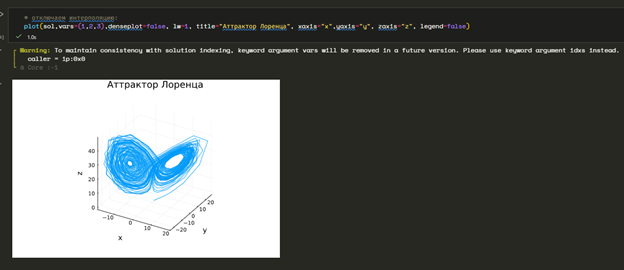 # отключаем интерполяцию:
plot(sol,vars=(1,2,3),denseplot=false, lw=1, title="Аттрактор Лоренца", xaxis="x",yaxis="y", zaxis="z", legend=false)
✓ 1.0s
Warning: To maintain consistency with solution indexing, keyword argument vars will be removed in a future version. Please use keyword argument idxs instead.
caller = ip:0x0
@ Core :-1
Аттрактор Лоренца
40
30
20
10
0
z
−10
0
10
20
x
−20
−10
0
10
20
y